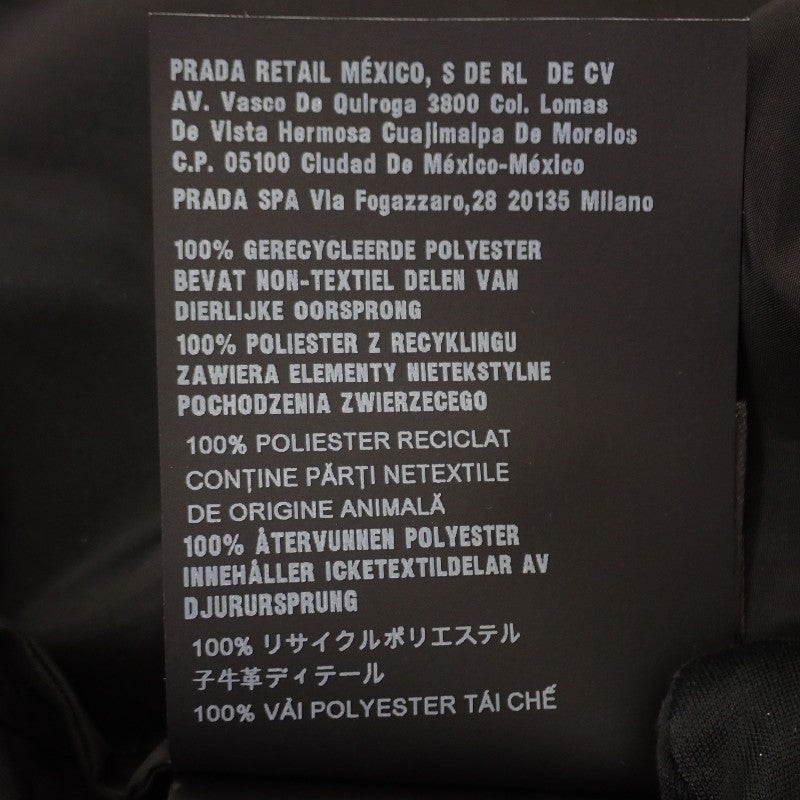 PRADA RETAIL MÉXICO, S DE RL DE CV
AV. Vasco De Quiroga 3800 Col. Lomas
De Vista Hermosa Cuajimalpa De Morelos
C.P. 05100 Ciudad De México-México
PRADA SPA Via Fogazzaro,28 20135 Milano
100% GERECYCLEERDE POLYESTER
BEVAT NON-TEXTIEL DELEN VAN
DIERLIJKE OORSPRONG
100% POLIESTER Z RECYKLINGU
ZAWIERA ELEMENTY NIETEKSTYLNE
POCHODZENIA ZWIERZECEGO
100% POLIESTER RECICLAT
CONŢINE PĂRŢI NETEXTILE
DE ORIGINE ANIMALĂ
100% ÅTERVUNNEN POLYESTER
INNEHÅLLER ICKETEXTILDELAR AV
DJURURSPRUNG
100% リサイクルポリエステル
子牛革ディテール
100% VẢI POLYESTER TÁI CHẾ